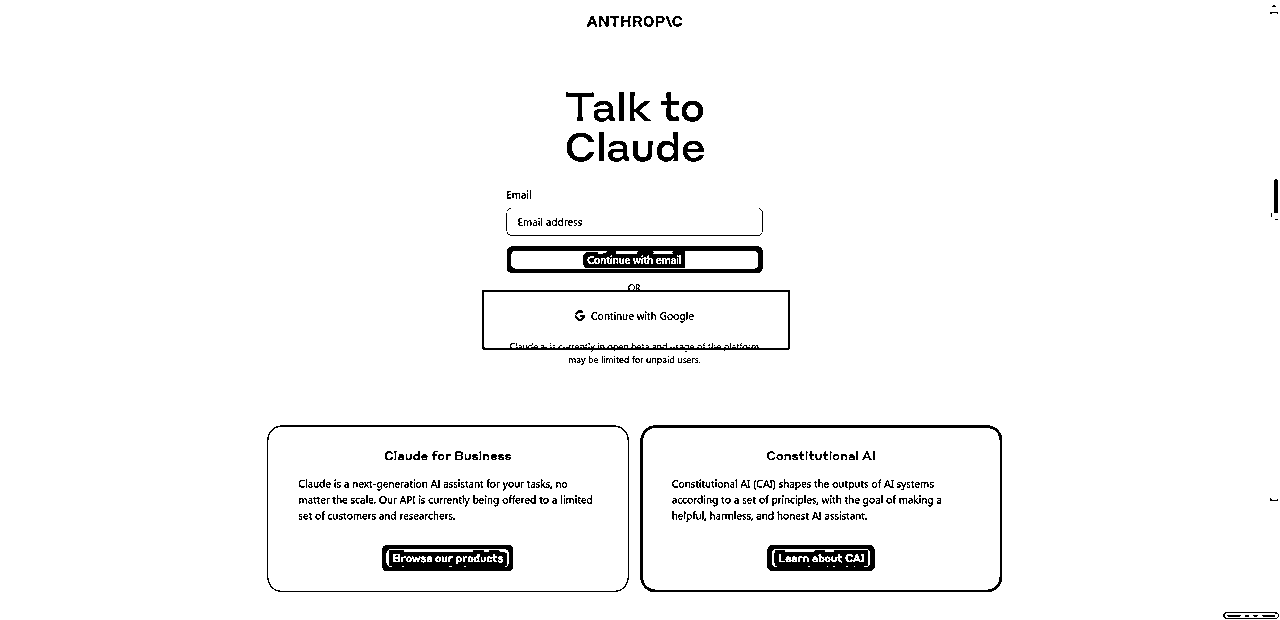 ANTHROP\C
Talk to
Claude
Email
Email address
Continue with email
OR
Continue with Google
Claude.ai is currently in open beta and usage of the platform
may be limited for unpaid users.
Claude for Business
Claude is a next-generation AI assistant for your tasks, no
matter the scale. Our API is currently being offered to a limited
set of customers and researchers.
Browse our products
Constitutional AI
Constitutional AI (CAI) shapes the outputs of AI systems
according to a set of principles, with the goal of making a
helpful, harmless, and honest AI assistant.
Learn about CAI